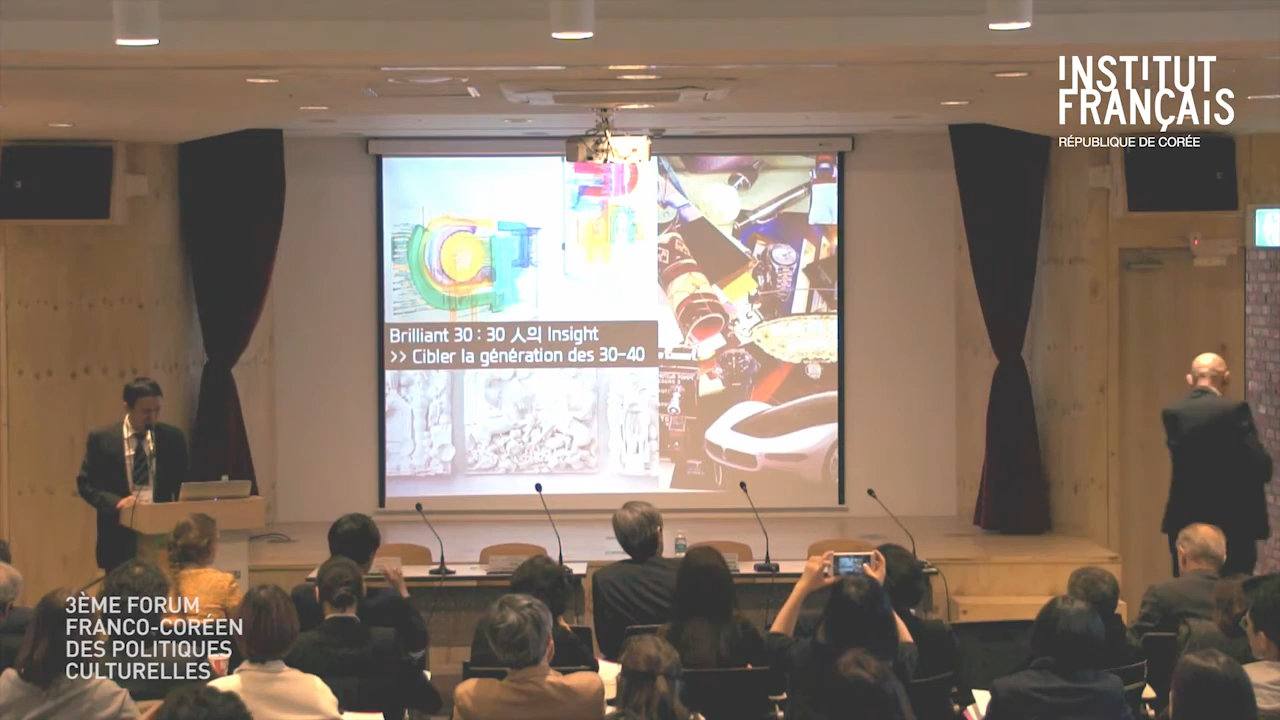 INSTITUT
FRANÇAIS
RÉPUBLIQUE DE CORÉE
Brilliant 30 : 30 人의 Insight
>> Cibler la génération des 30-40
3ÈME FORUM
FRANCO-CORÉEN
DES POLITIQUES
CULTURELLES